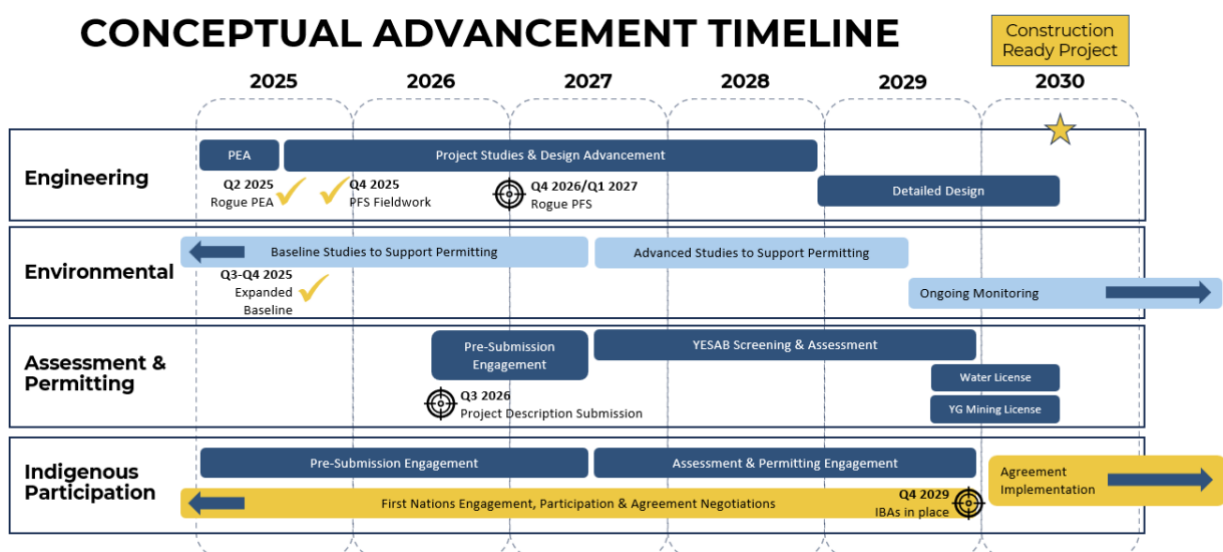 CONCEPTUAL ADVANCEMENT TIMELINE
Construction
Ready Project
2025
2026
2027
2028
2029
2030
Engineering
PEA
Project Studies & Design Advancement
Q2 2025
Rogue PEA
Q4 2025
PFS Fieldwork
Q4 2026/Q1 2027
Rogue PFS
Detailed Design
Environmental
Baseline Studies to Support Permitting
Advanced Studies to Support Permitting
Q3-Q4 2025
Expanded
Baseline
Ongoing Monitoring
Assessment &
Permitting
Pre-Submission
Engagement
YESAB Screening & Assessment
Q3 2026
Project Description Submission
Water License
YG Mining License
Indigenous
Participation
Pre-Submission Engagement
Assessment & Permitting Engagement
First Nations Engagement, Participation & Agreement Negotiations
Q4 2029
IBAs in place
Agreement
Implementation